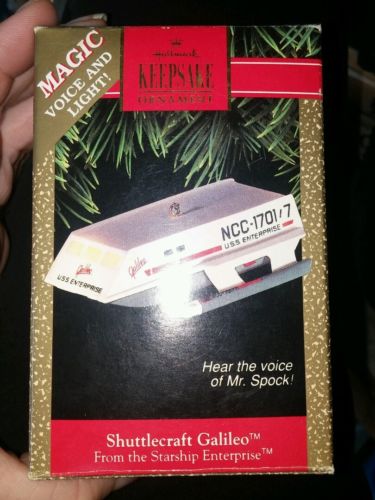 MAGIC
VOICE AND
LIGHT!
Hallmark
KEEPSAKE
ORNAMENT
NCC-1701/7
U.S.S. ENTERPRISE
Galileo
Galileo
U.S.S. ENTERPRISE
Hear the voice
of Mr. Spock!
Shuttlecraft Galileo™
From the Starship Enterprise™